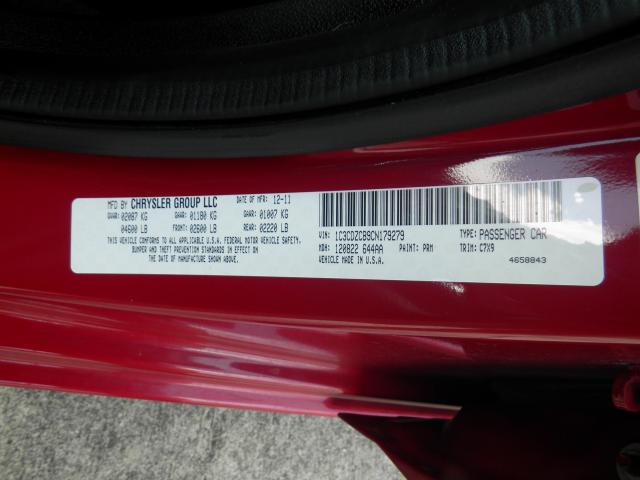 MFD BY CHRYSLER GROUP LLC DATE OF MFR: 12-11
GVWR: 02087 KG GAWR: 01180 KG GAWR: 01007 KG
04600 LB FRONT: 02600 LB REAR: 02220 LB
THIS VEHICLE CONFORMS TO ALL APPLICABLE U.S.A. FEDERAL MOTOR VEHICLE SAFETY,
BUMPER AND THEFT PREVENTION STANDARDS IN EFFECT ON
THE DATE OF MANUFACTURE SHOWN ABOVE.
VIN: 1C3CDZCB9CN179279 TYPE: PASSENGER CAR
MDH: 120822 644AA PAINT: PRM TRIM: C7X9
VEHICLE MADE IN U.S.A. 4658843